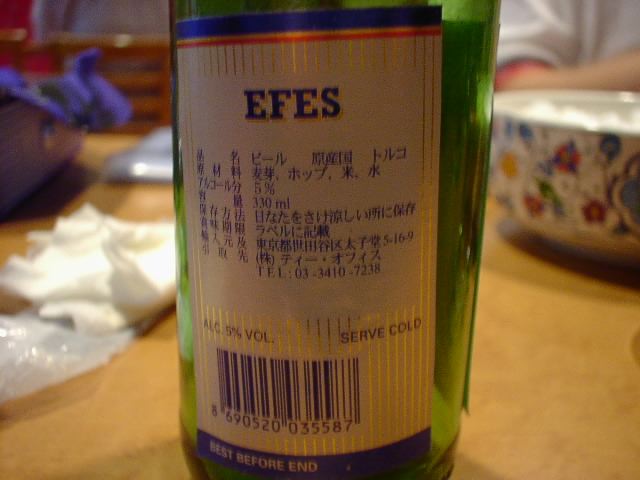 EFES
品名 ビール 原産国 トルコ
原材料 麦芽、ホップ、米、水
アルコール分 5%
容量 330ml
保存方法 日なたをさけ涼しい所に保存
賞味期限 ラベルに記載
輸入元及 東京都世田谷区太子堂5-16-9
引取先 (株)ティー・オフィス
TEL:03-3410-7238
ALC. 5% VOL. SERVE COLD
8 690520 035587
BEST BEFORE END